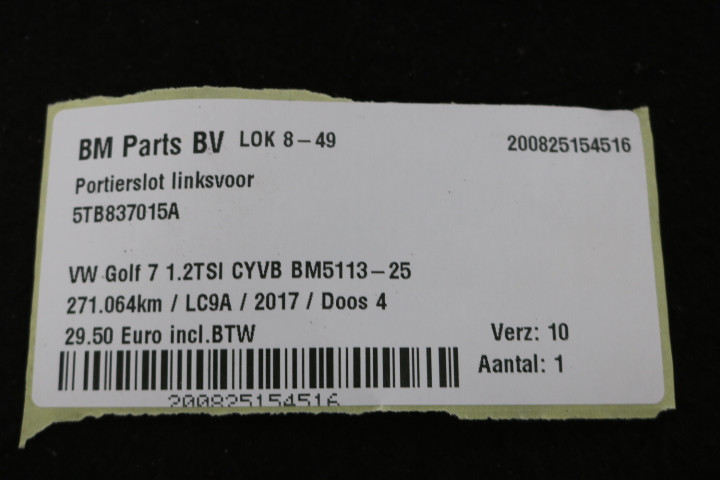 BM Parts BV LOK 8-49 200825154516
Portierslot linksvoor
5TB837015A
VW Golf 7 1.2TSI CYVB BM5113-25
271.064km / LC9A / 2017 / Doos 4
29.50 Euro incl.BTW Verz: 10
Aantal: 1
200825154516